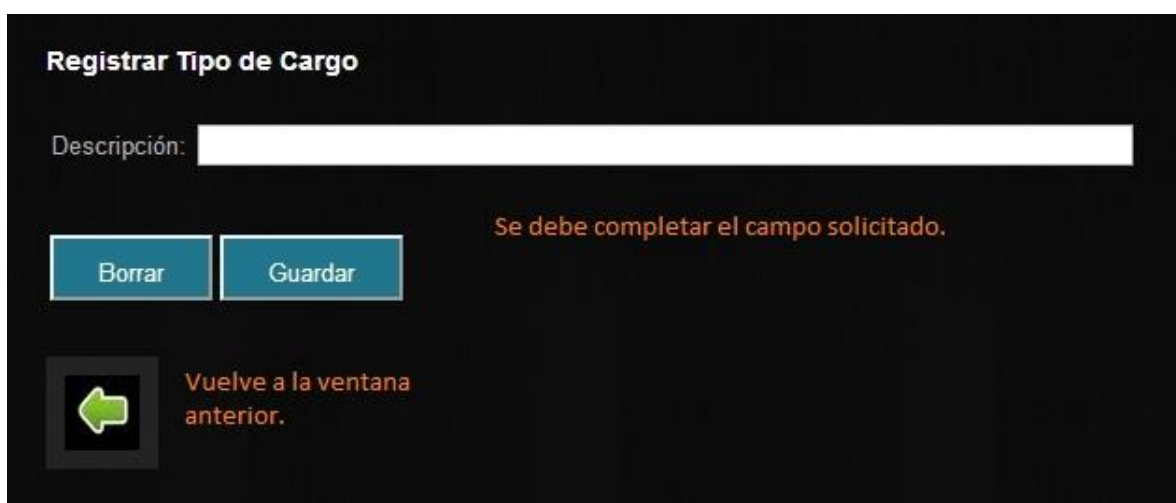 Registrar Tipo de Cargo
Descripción:
Se debe completar el campo solicitado.
Borrar
Guardar
Vuelve a la ventana
anterior.